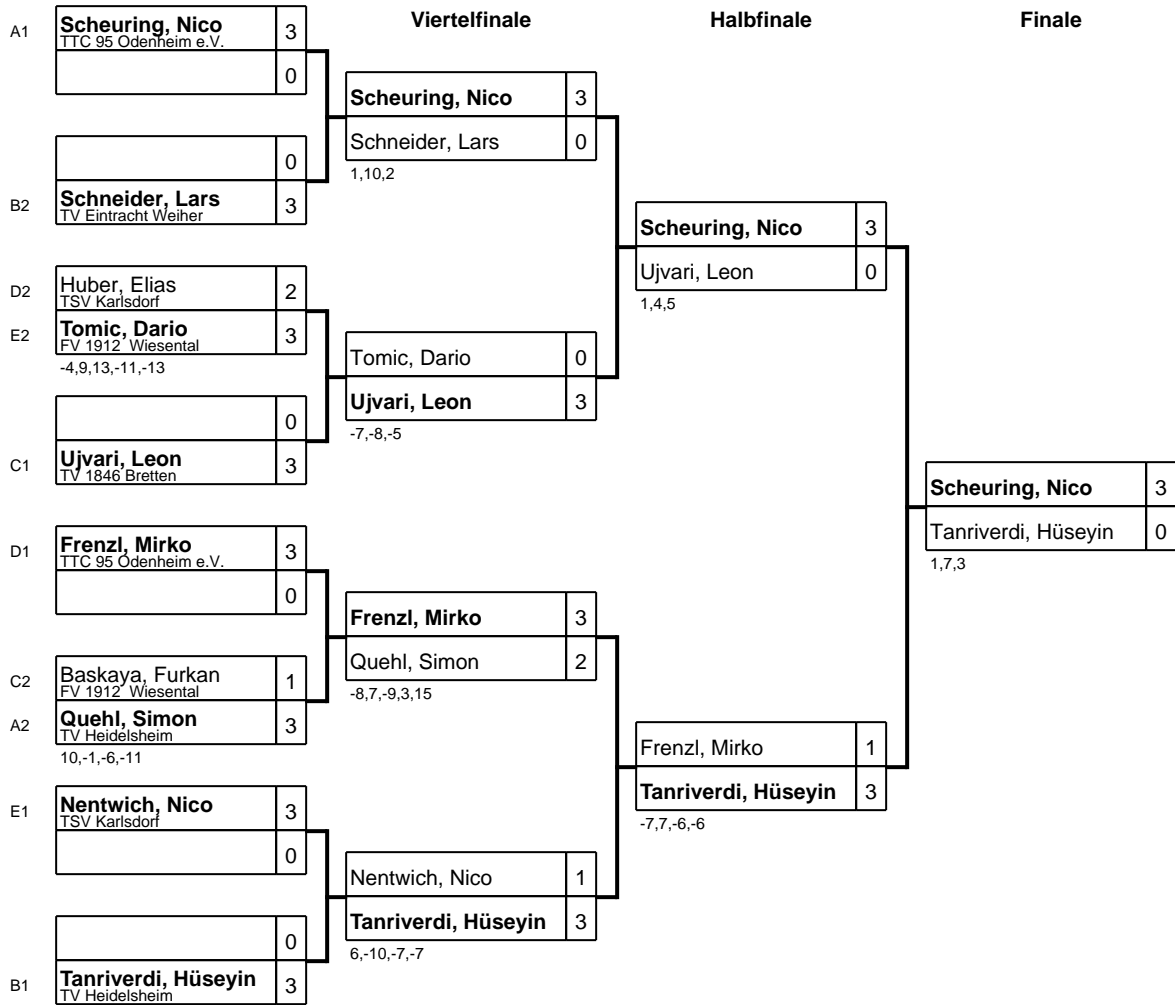 Viertelfinale
Halbfinale
Finale
A1
Scheuring, Nico 3
TTC 95 Odenheim e.V.
0
0
B2
Schneider, Lars 3
TV Eintracht Weiher
D2
Huber, Elias 2
TSV Karlsdorf
E2
Tomic, Dario 3
FV 1912 Wiesental
-4,9,13,-11,-13
0
C1
Ujvari, Leon 3
TV 1846 Bretten
D1
Frenzl, Mirko 3
TTC 95 Odenheim e.V.
0
C2
Baskaya, Furkan 1
FV 1912 Wiesental
A2
Quehl, Simon 3
TV Heidelsheim
10,-1,-6,-11
E1
Nentwich, Nico 3
TSV Karlsdorf
0
0
B1
Tanriverdi, Hüseyin 3
TV Heidelsheim
Scheuring, Nico 3
Schneider, Lars 0
1,10,2
Tomic, Dario 0
Ujvari, Leon 3
-7,-8,-5
Frenzl, Mirko 3
Quehl, Simon 2
-8,7,-9,3,15
Nentwich, Nico 1
Tanriverdi, Hüseyin 3
6,-10,-7,-7
Scheuring, Nico 3
Ujvari, Leon 0
1,4,5
Frenzl, Mirko 1
Tanriverdi, Hüseyin 3
-7,7,-6,-6
Scheuring, Nico 3
Tanriverdi, Hüseyin 0
1,7,3